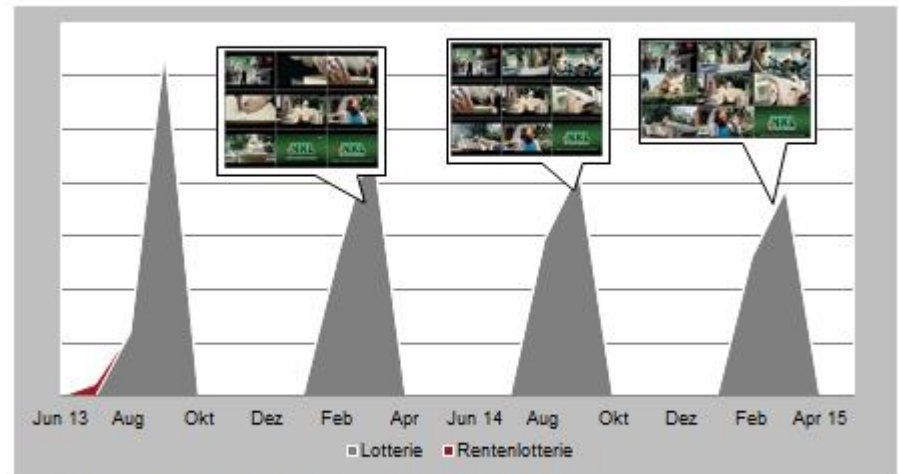 NKL NKL
NKL
NKL
Jun 13 Aug Okt Dez Feb Apr Jun 14 Aug Okt Dez Feb Apr 15
Lotterie Rentenlotterie